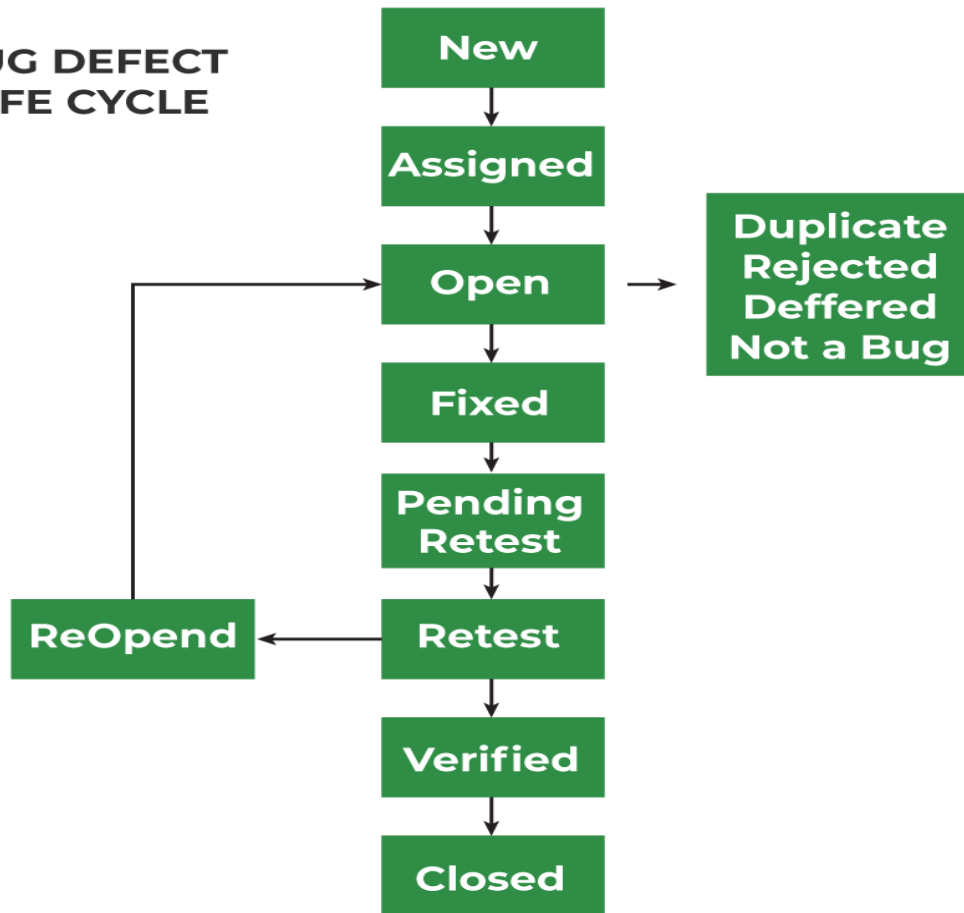 UG DEFECT
FE CYCLE
New
Assigned
Open
Duplicate
Rejected
Deffered
Not a Bug
Fixed
Pending
Retest
ReOpend
Retest
Verified
Closed